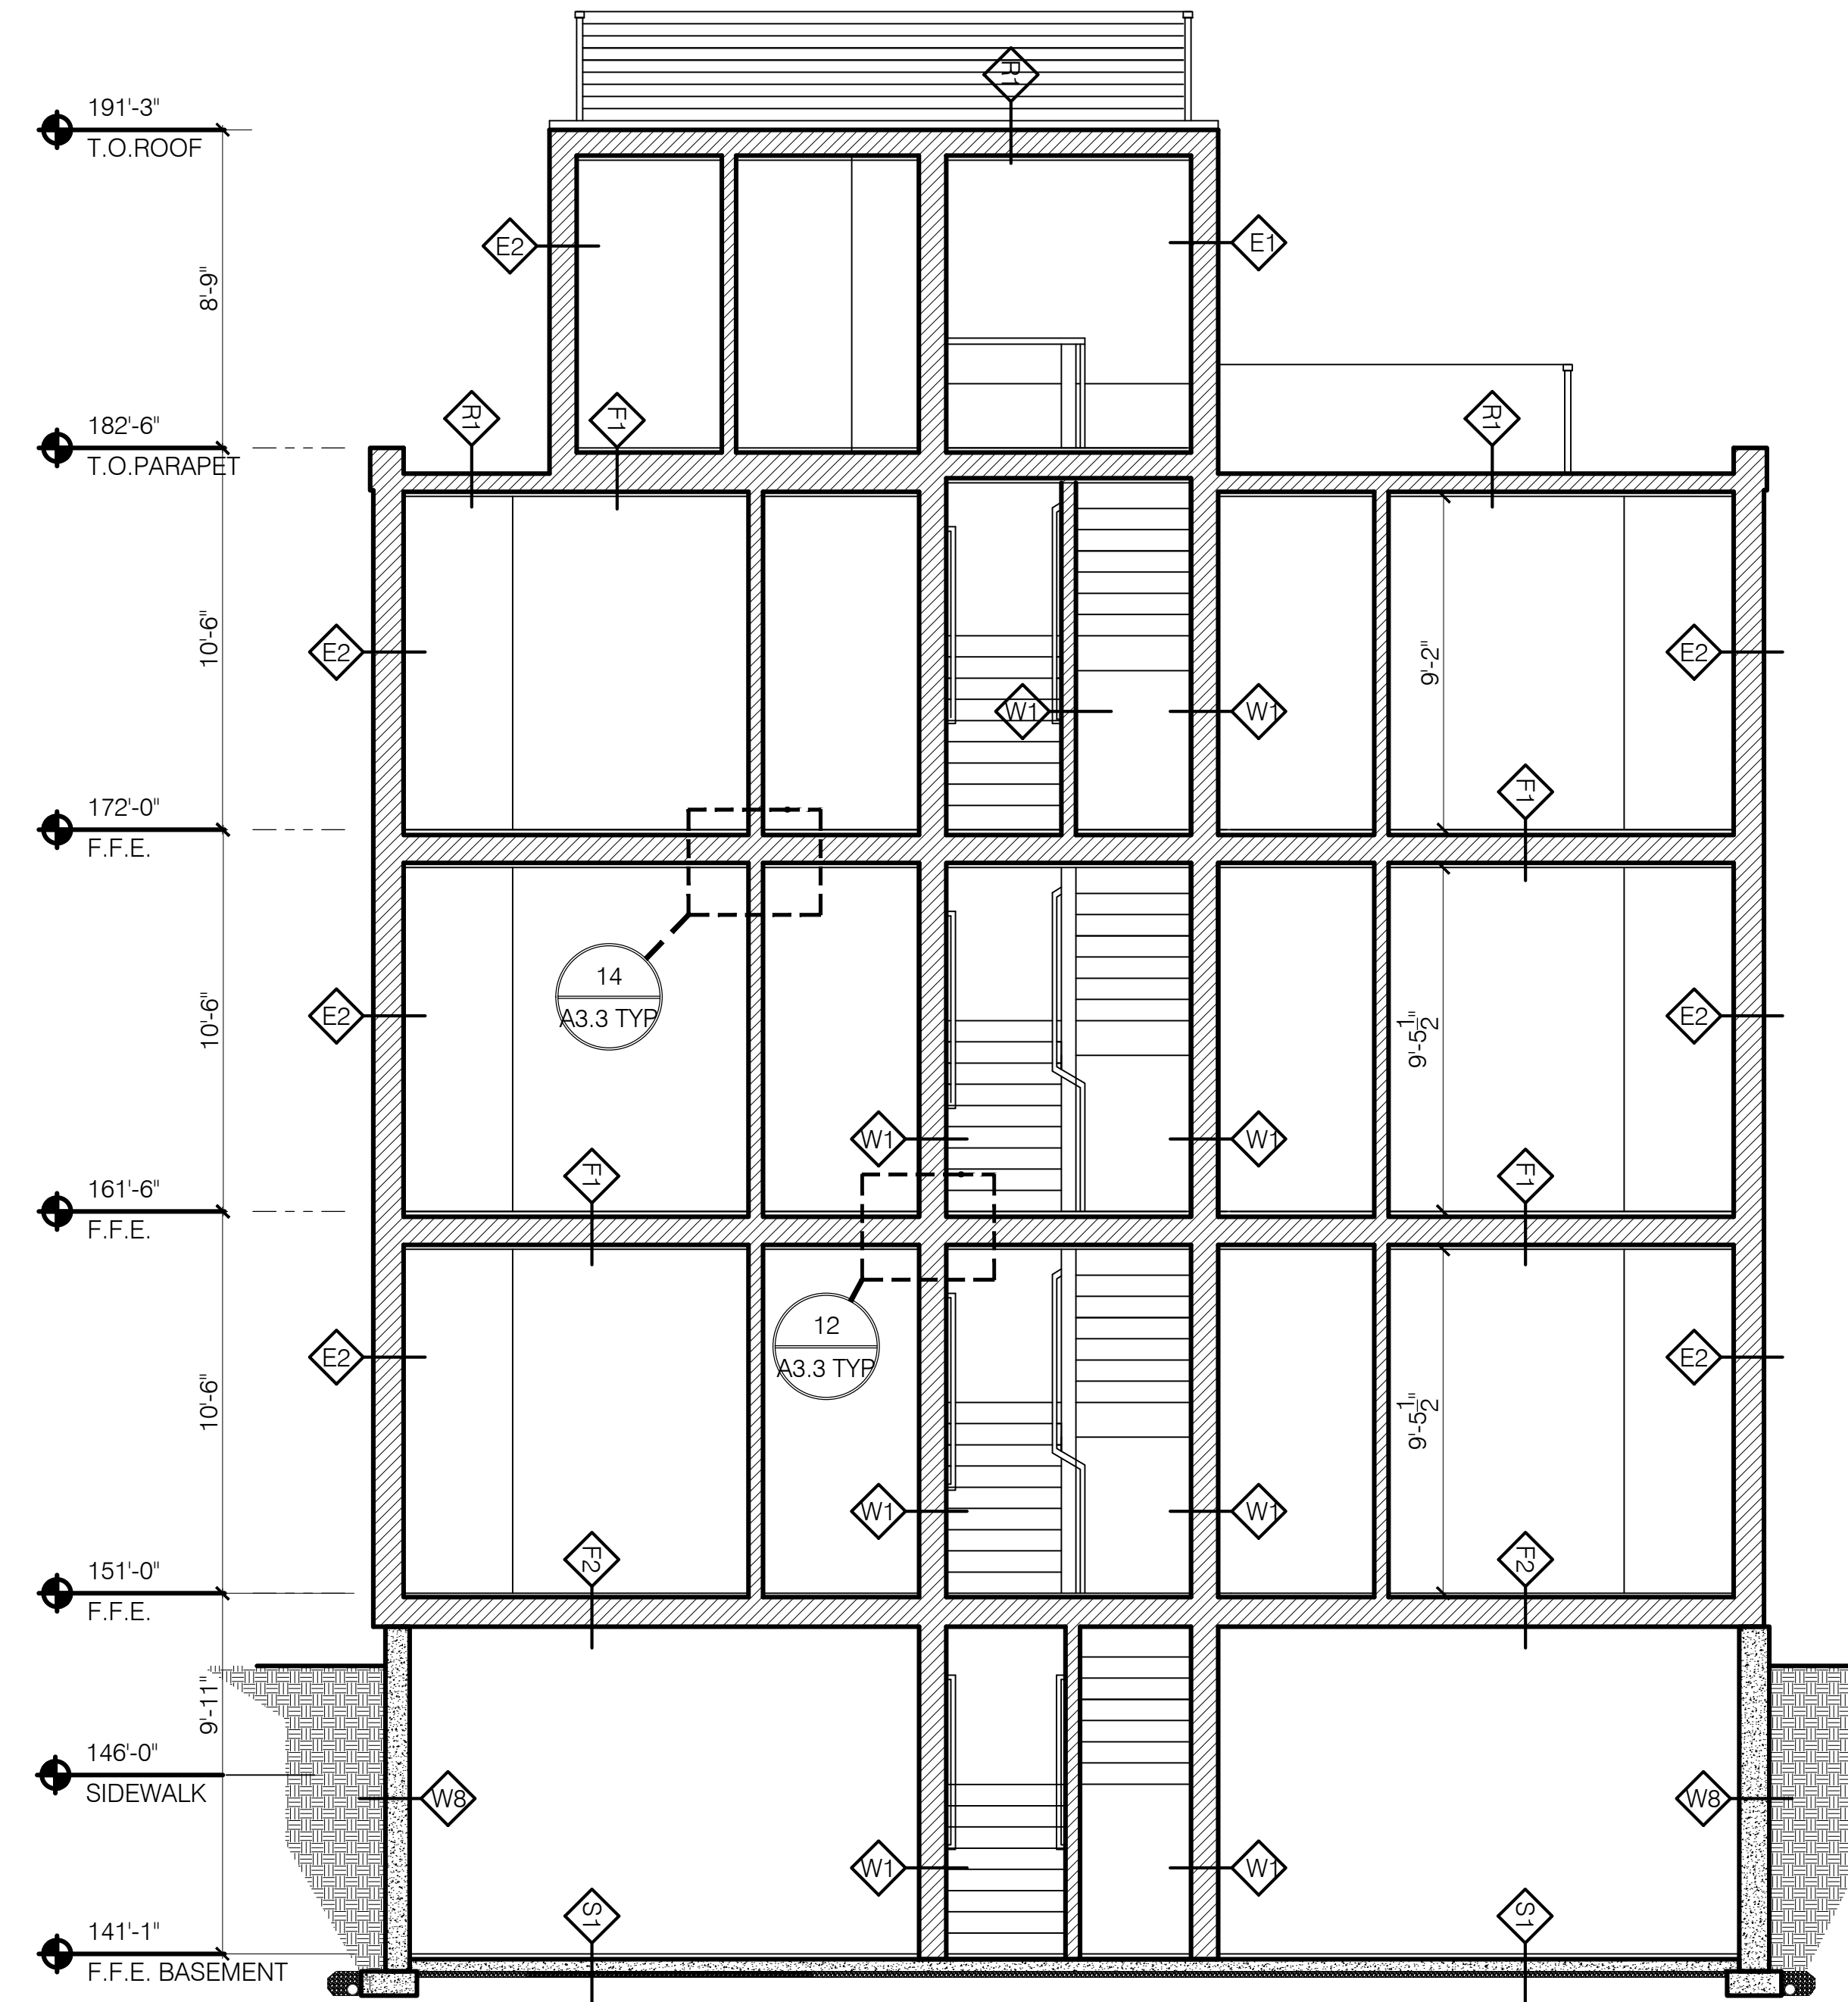 R1
191'-3"
T.O.ROOF
E2
E1
8'-9"
R1
F1
R1
182'-6"
T.O.PARAPET
10'-6"
E2
9'-2"
E2
W1
W1
F1
172'-0"
F.F.E.
14
A3.3 TYP
10'-6"
E2
9'-5 1/2"
E2
W1
W1
F1
F1
161'-6"
F.F.E.
12
A3.3 TYP
E2
E2
10'-6"
9'-5 1/2"
W1
W1
F2
F2
151'-0"
F.F.E.
9'-11"
146'-0"
SIDEWALK
W8
W8
W1
W1
S1
S1
141'-1"
F.F.E. BASEMENT